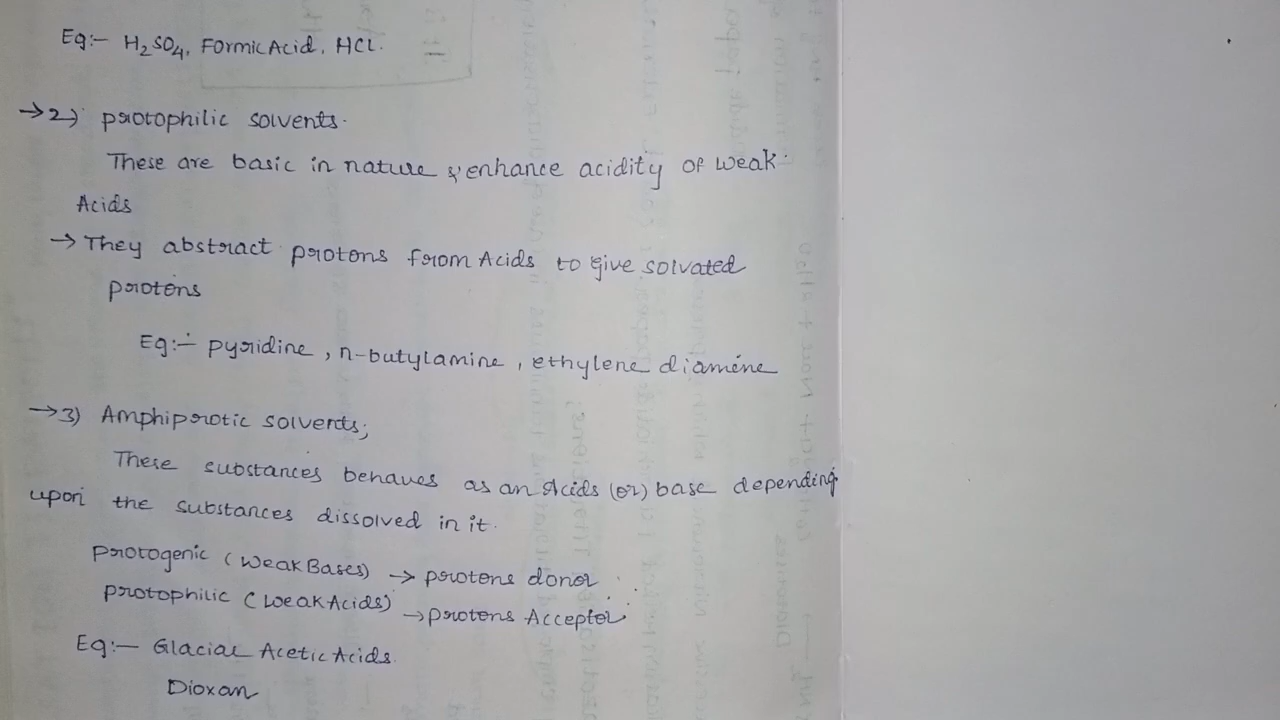 Eg:- H₂SO₄, Formic Acid, HCl.
→2) protophilic solvents.
These are basic in nature & enhance acidity of weak
Acids
→ They abstract protons from Acids to give solvated
protons
Eg:- pyridine, n-butylamine, ethylene diamine
→3) Amphiprotic solvents;
These substances behaves as an Acids (or) base depending
upon the substances dissolved in it.
protogenic (Weak Bases) → protons donor
protophilic (Weak Acids) → protons Acceptor
Eg:- Glacial Acetic Acids.
Dioxan